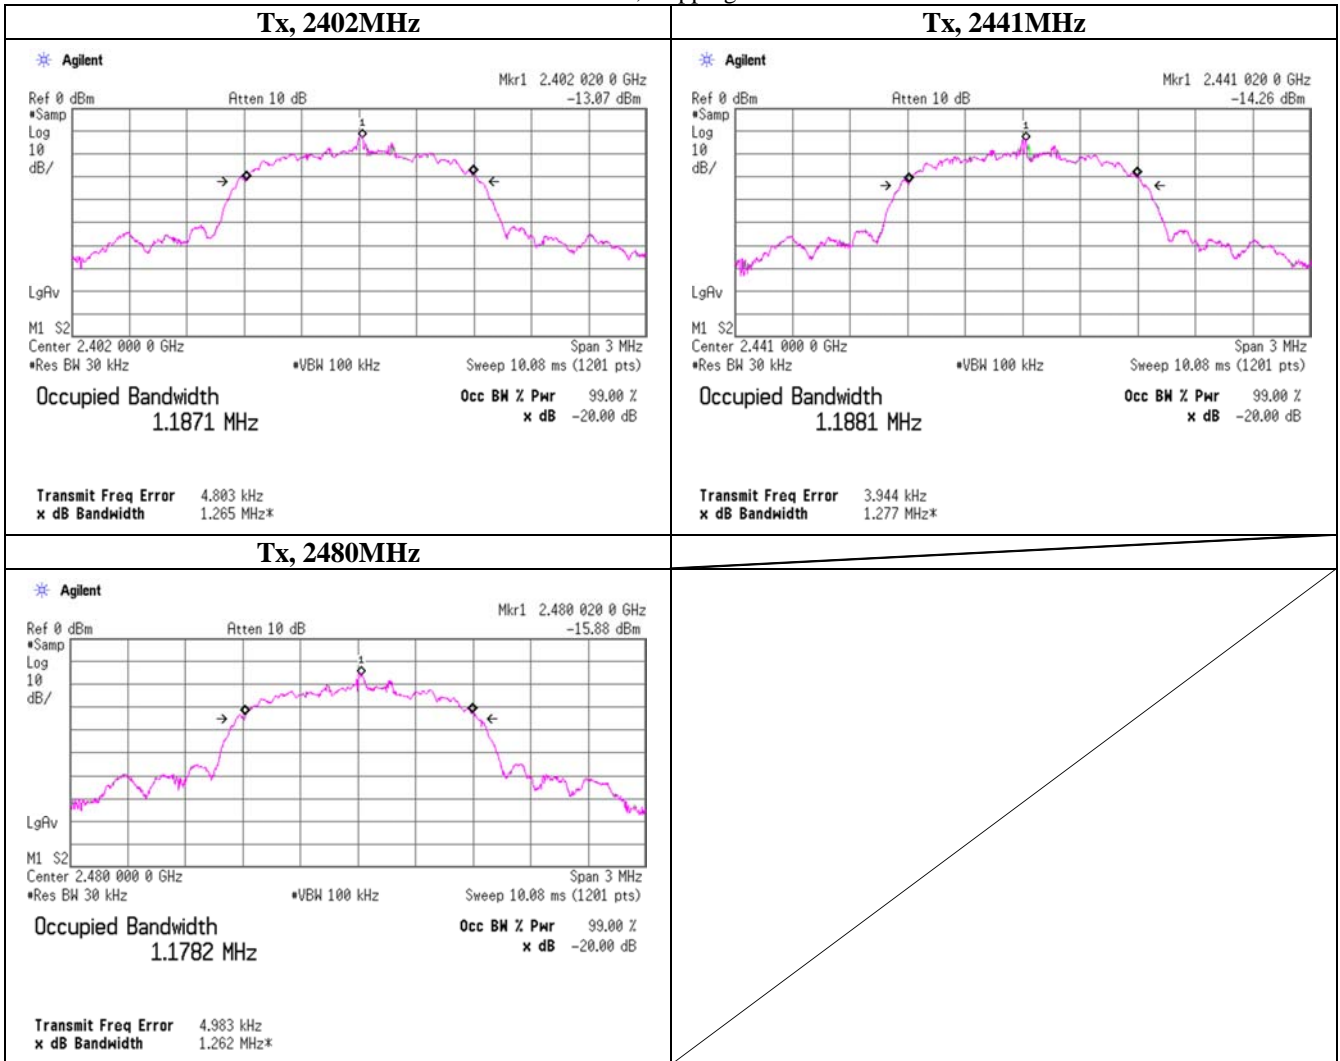 Tx, 2402MHz
Agilent
Mkr1 2.402 020 0 GHz
Ref 0 dBm Atten 10 dB -13.07 dBm
#Samp
Log
10
dB/
1
LgAv
M1 S2
Center 2.402 000 0 GHz Span 3 MHz
#Res BW 30 kHz #VBW 100 kHz Sweep 10.08 ms (1201 pts)
Occupied Bandwidth Occ BW % Pwr 99.00 %
1.1871 MHz x dB -20.00 dB
Transmit Freq Error 4.803 kHz
x dB Bandwidth 1.265 MHz*
Tx, 2441MHz
Agilent
Mkr1 2.441 020 0 GHz
Ref 0 dBm Atten 10 dB -14.26 dBm
#Samp
Log
10
dB/
1
LgAv
M1 S2
Center 2.441 000 0 GHz Span 3 MHz
#Res BW 30 kHz #VBW 100 kHz Sweep 10.08 ms (1201 pts)
Occupied Bandwidth Occ BW % Pwr 99.00 %
1.1881 MHz x dB -20.00 dB
Transmit Freq Error 3.944 kHz
x dB Bandwidth 1.277 MHz*
Tx, 2480MHz
Agilent
Mkr1 2.480 020 0 GHz
Ref 0 dBm Atten 10 dB -15.88 dBm
#Samp
Log
10
dB/
1
LgAv
M1 S2
Center 2.480 000 0 GHz Span 3 MHz
#Res BW 30 kHz #VBW 100 kHz Sweep 10.08 ms (1201 pts)
Occupied Bandwidth Occ BW % Pwr 99.00 %
1.1782 MHz x dB -20.00 dB
Transmit Freq Error 4.983 kHz
x dB Bandwidth 1.262 MHz*